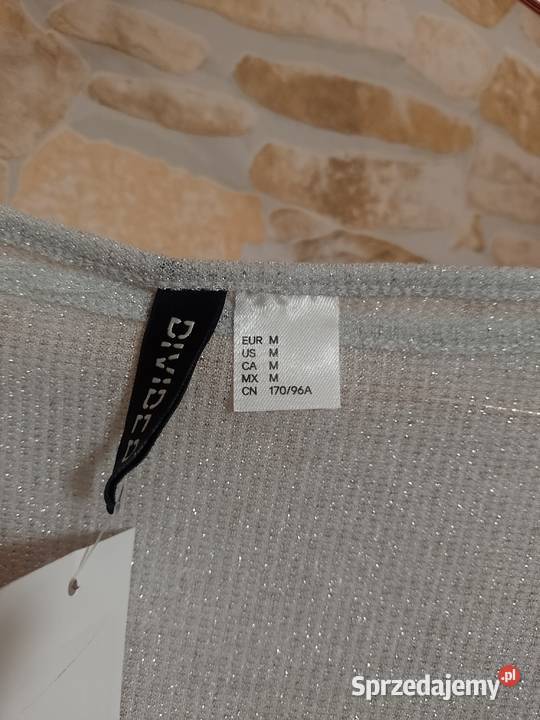 DIVIDED
EUR M
US M
CA M
MX M
CN 170/96A
Sprzedajemy.pl